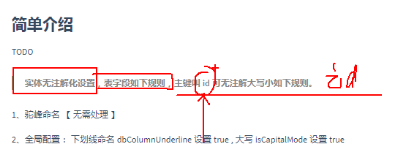 简单介绍
TODO
实体无注解化设置，表字段如下规则，主键叫 id 可无注解大写小如下规则。
zid
1、驼峰命名 【 无需处理 】
2、全局配置： 下划线命名 dbColumnUnderline 设置 true , 大写 isCapitalMode 设置 true